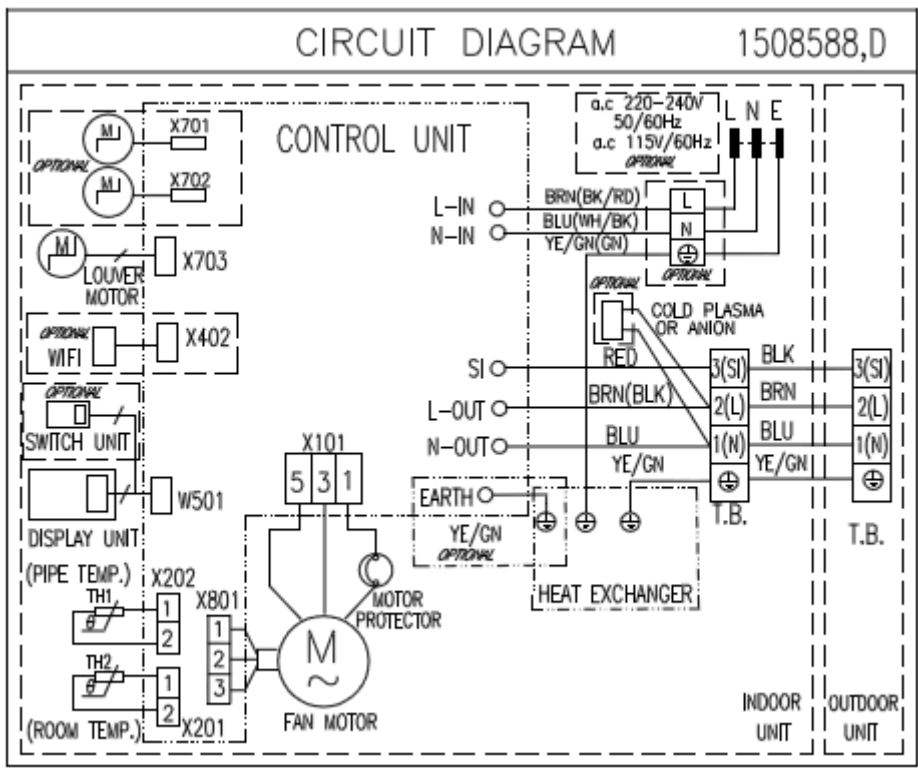 CIRCUIT DIAGRAM 1508588,D
a.c 220-240V
50/60Hz
a.c 115V/60Hz
OPTIONAL
L N E
X701
M
OPTIONAL
X702
M
CONTROL UNIT
L-IN
BRN(BK/RD)
L
N-IN
BLU(WH/BK)
N
YE/GN(GN)
OPTIONAL
M
X703
LOUVER
MOTOR
OPTIONAL
COLD PLASMA
OR ANION
OPTIONAL
WIFI
X402
SI
RED
3(SI)
BLK
3(SI)
L-OUT
BRN(BLK)
2(L)
BRN
2(L)
N-OUT
BLU
1(N)
BLU
1(N)
YE/GN
YE/GN
T.B.
T.B.
OPTIONAL
SWITCH UNIT
X101
5 3 1
W501
DISPLAY UNIT
EARTH
YE/GN
OPTIONAL
HEAT EXCHANGER
(PIPE TEMP.)
TH1
θ
X202
1
2
X801
1
2
3
MOTOR
PROTECTOR
M
~
FAN MOTOR
TH2
θ
1
2
X201
(ROOM TEMP.)
INDOOR
UNIT
OUTDOOR
UNIT